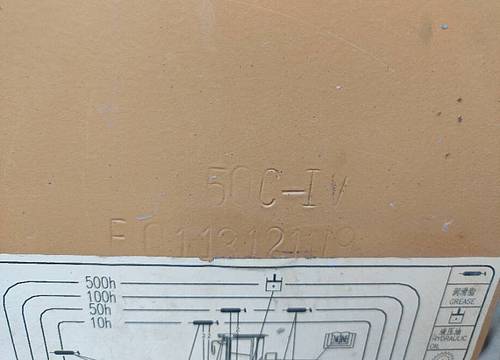 50C-IV
500h
100h
50h
10h
润滑脂
GREASE
液压油
HYDRAULIC
OIL